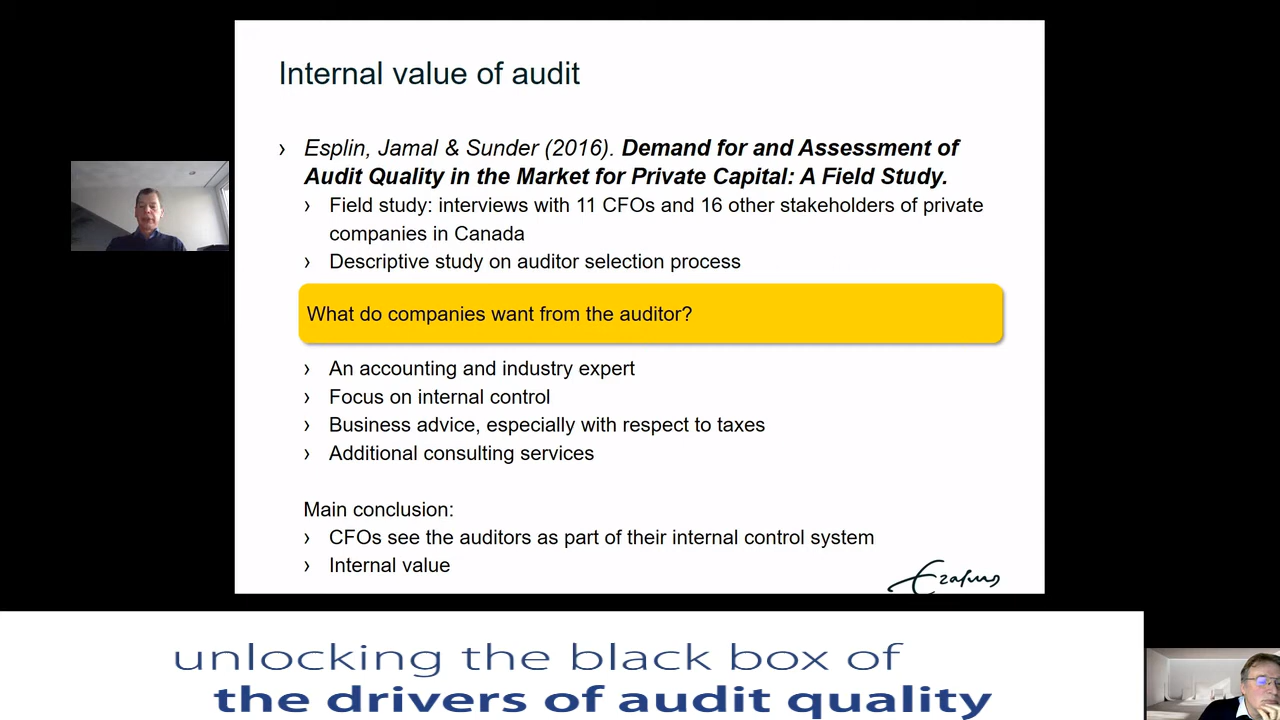 Internal value of audit
› Esplin, Jamal & Sunder (2016). Demand for and Assessment of
Audit Quality in the Market for Private Capital: A Field Study.
› Field study: interviews with 11 CFOs and 16 other stakeholders of private
companies in Canada
› Descriptive study on auditor selection process
What do companies want from the auditor?
› An accounting and industry expert
› Focus on internal control
› Business advice, especially with respect to taxes
› Additional consulting services
Main conclusion:
› CFOs see the auditors as part of their internal control system
› Internal value
Erasmus
unlocking the black box of
the drivers of audit quality